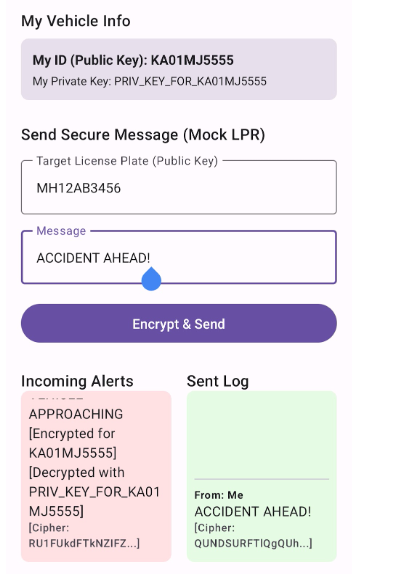 My Vehicle Info
My ID (Public Key): KA01MJ5555
My Private Key: PRIV_KEY_FOR_KA01MJ5555
Send Secure Message (Mock LPR)
Target License Plate (Public Key)
MH12AB3456
Message
ACCIDENT AHEAD!
Encrypt & Send
Incoming Alerts
APPROACHING
[Encrypted for
KA01MJ5555]
[Decrypted with
PRIV_KEY_FOR_KA01
MJ5555]
[Cipher:
RU1FUkdFTkNZIFZ...]
Sent Log
From: Me
ACCIDENT AHEAD!
[Cipher:
QUNDSURFTlQgQUh...]